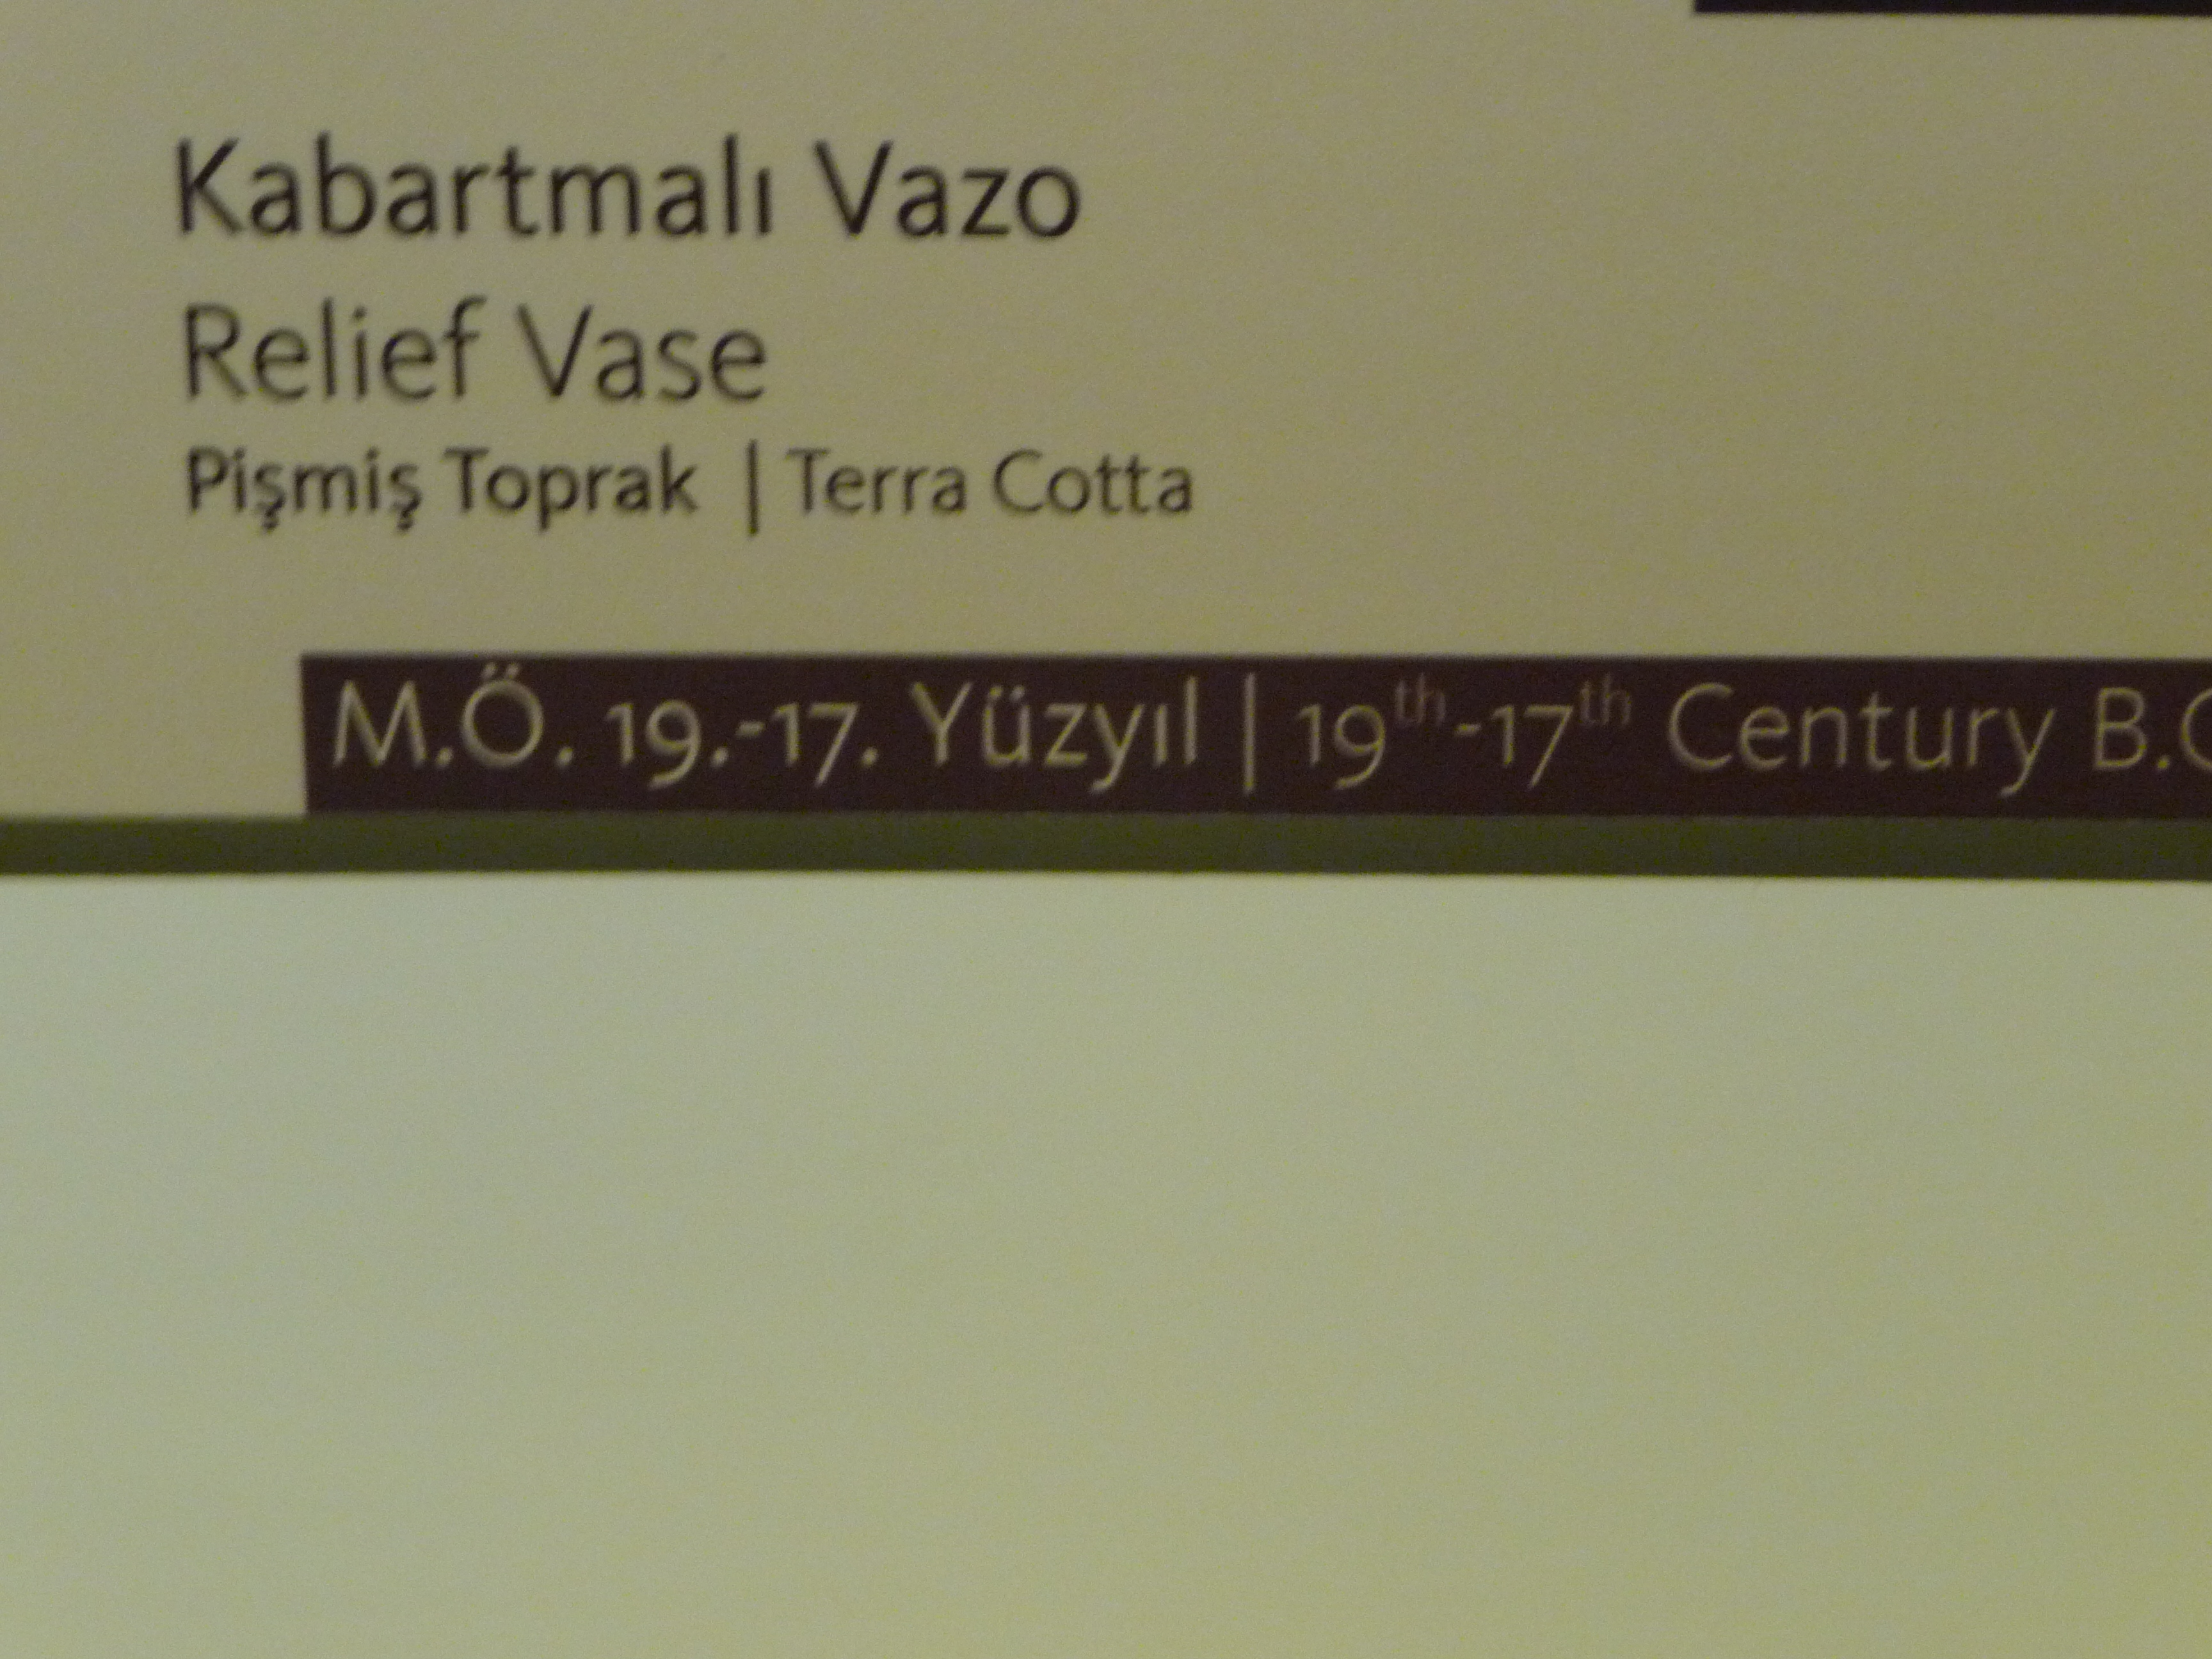 Kabartmalı Vazo
Relief Vase
Pişmiş Toprak | Terra Cotta
M.Ö. 19.-17. Yüzyıl | 19th-17th Century B.C